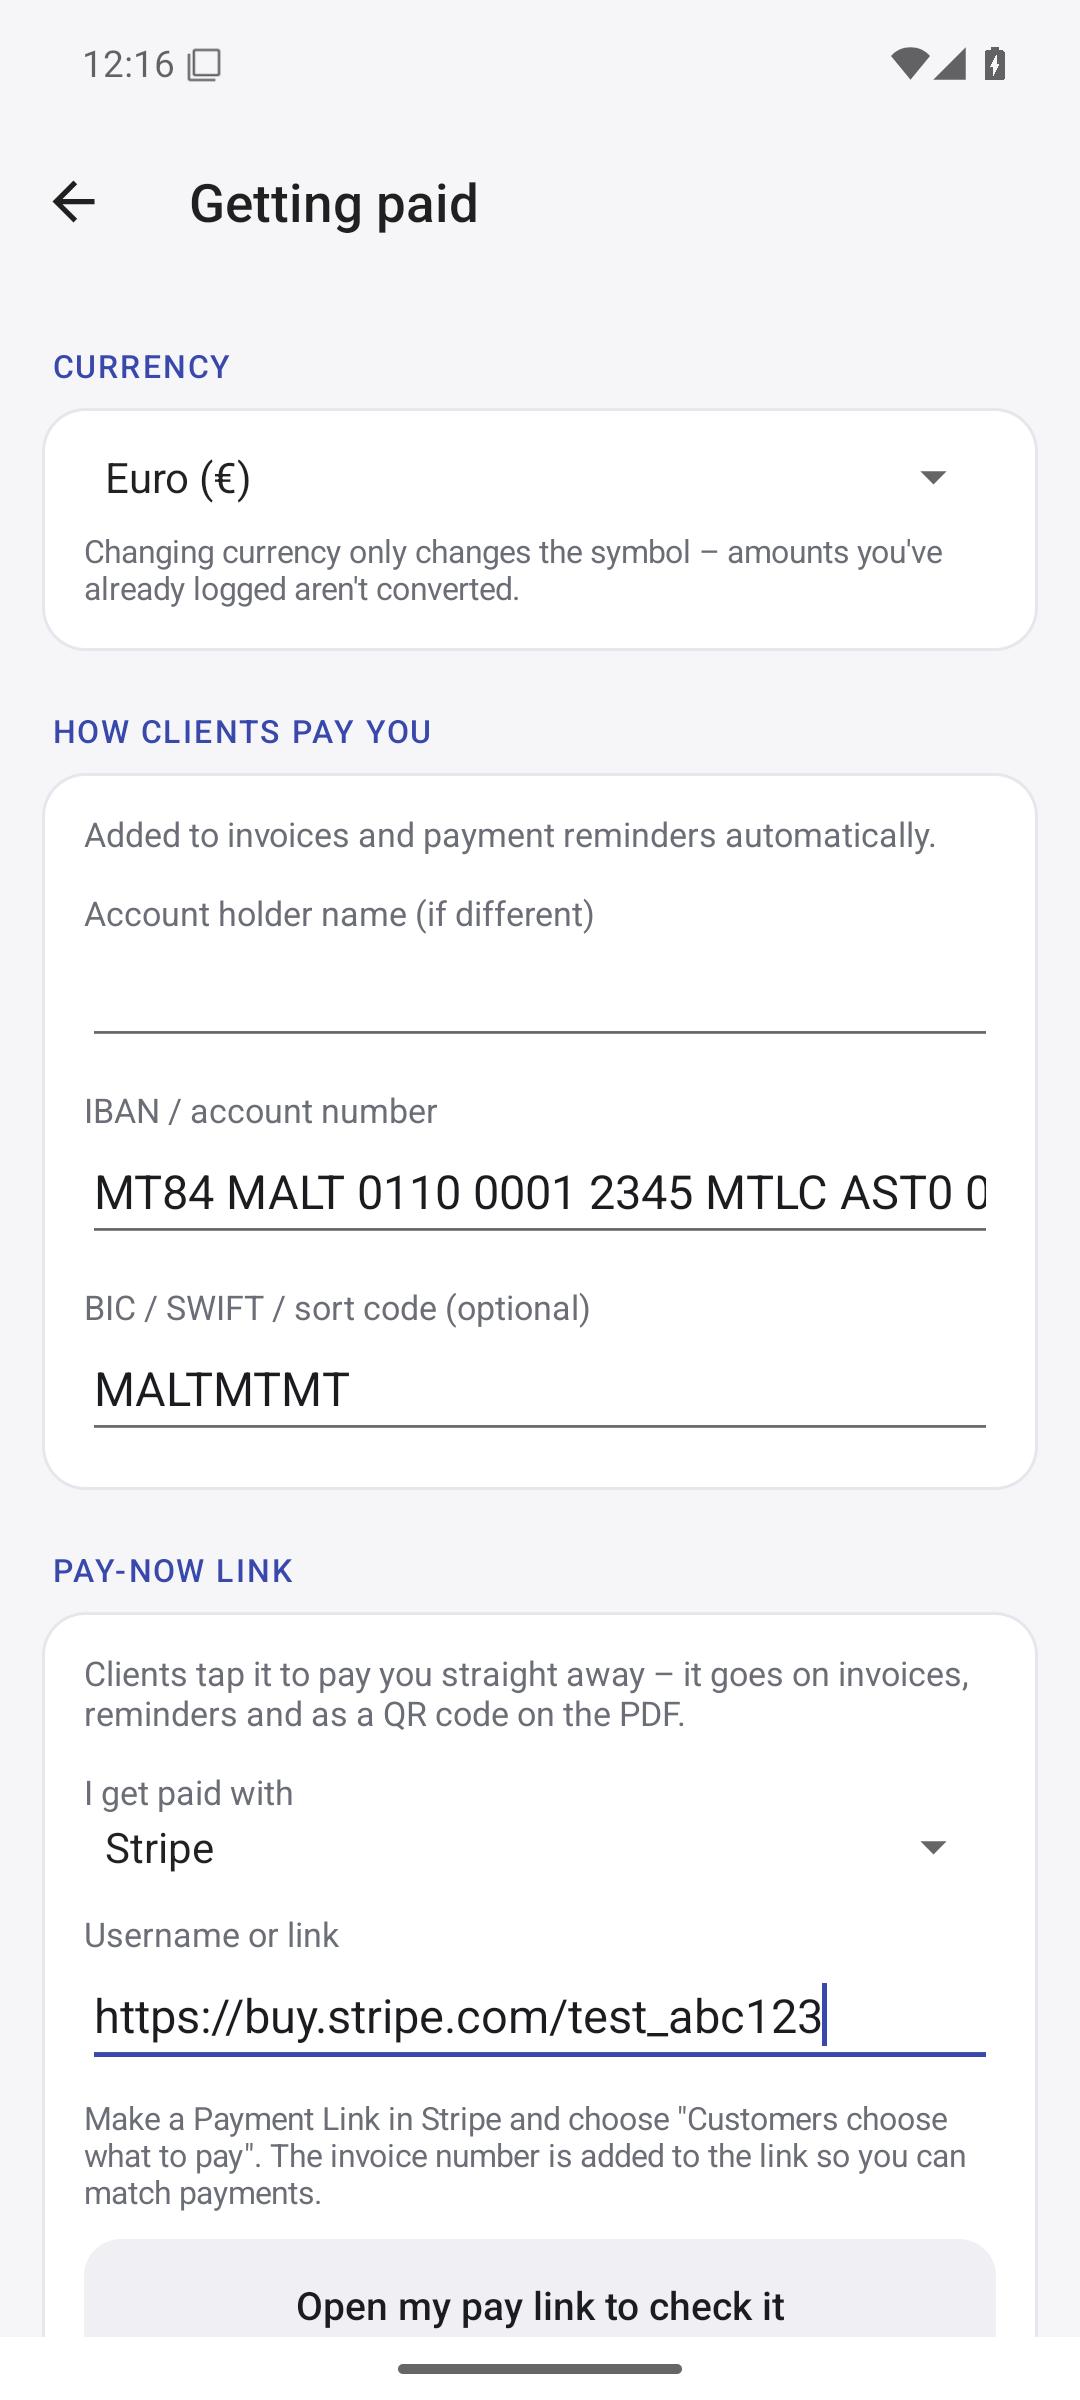 12:16
Getting paid
CURRENCY
Euro (€)
Changing currency only changes the symbol – amounts you've
already logged aren't converted.
HOW CLIENTS PAY YOU
Added to invoices and payment reminders automatically.
Account holder name (if different)
IBAN / account number
MT84 MALT 0110 0001 2345 MTLC AST0 0
BIC / SWIFT / sort code (optional)
MALTMTMT
PAY-NOW LINK
Clients tap it to pay you straight away – it goes on invoices,
reminders and as a QR code on the PDF.
I get paid with
Stripe
Username or link
https://buy.stripe.com/test_abc123
Make a Payment Link in Stripe and choose "Customers choose
what to pay". The invoice number is added to the link so you can
match payments.
Open my pay link to check it